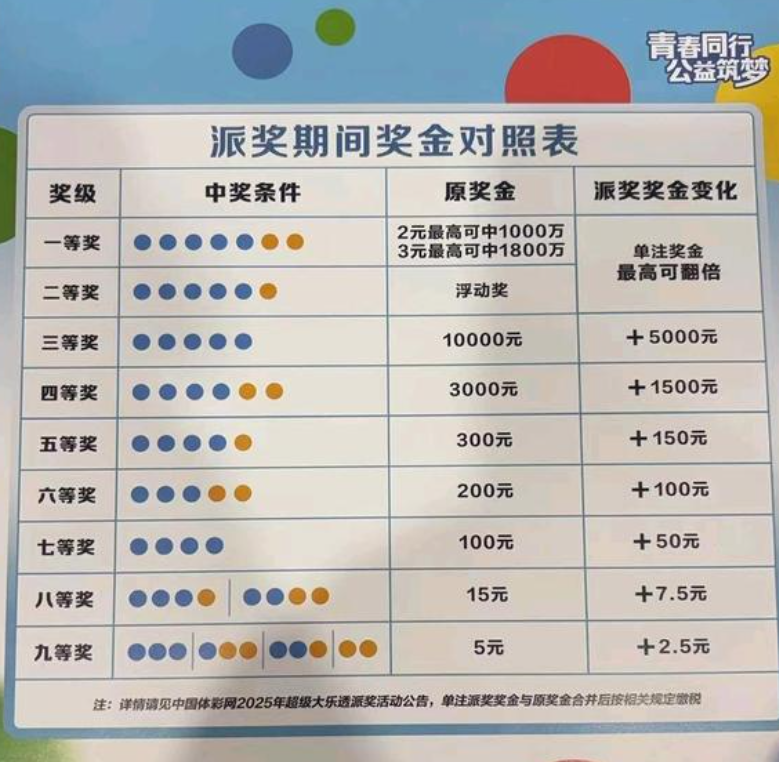 青春同行
公益筑梦
派奖期间奖金对照表
奖级 中奖条件 原奖金 派奖奖金变化
一等奖 2元最高可中1000万
3元最高可中1800万
单注奖金
最高可翻倍
二等奖 浮动奖
三等奖 10000元 +5000元
四等奖 3000元 +1500元
五等奖 300元 +150元
六等奖 200元 +100元
七等奖 100元 +50元
八等奖 15元 +7.5元
九等奖 5元 +2.5元
注：详情请见中国体彩网2025年超级大乐透派奖活动公告，单注派奖奖金与原奖金合并后按相关规定缴税